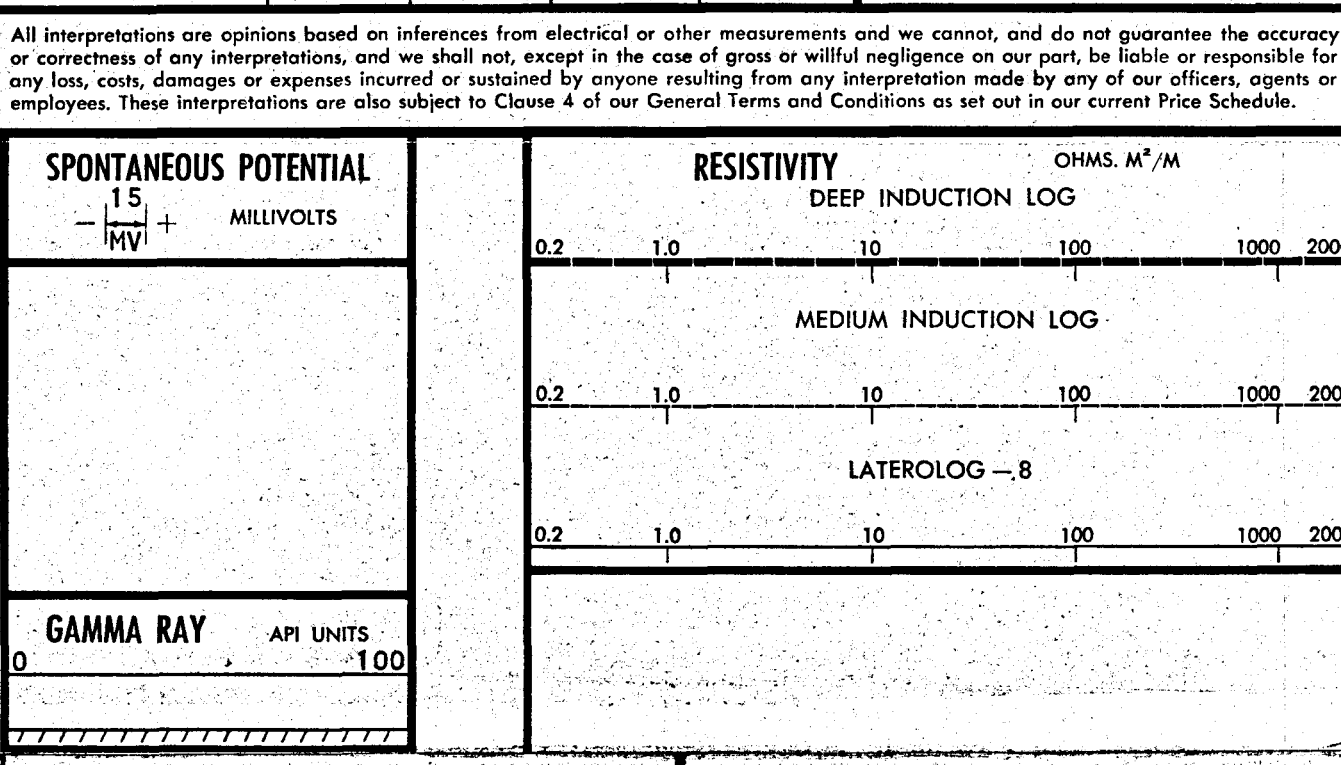 All interpretations are opinions based on inferences from electrical or other measurements and we cannot, and do not guarantee the accuracy
or correctness of any interpretations, and we shall not, except in the case of gross or willful negligence on our part, be liable or responsible for
any loss, costs, damages or expenses incurred or sustained by anyone resulting from any interpretation made by any of our officers, agents or
employees. These interpretations are also subject to Clause 4 of our General Terms and Conditions as set out in our current Price Schedule.
SPONTANEOUS POTENTIAL
15
- +
MV
MILLIVOLTS
RESISTIVITY OHMS. M²/M
DEEP INDUCTION LOG
0.2 1.0 10 100 1000 200
MEDIUM INDUCTION LOG
0.2 1.0 10 100 1000 200
LATEROLOG – 8
0.2 1.0 10 100 1000 200
GAMMA RAY API UNITS
0 100